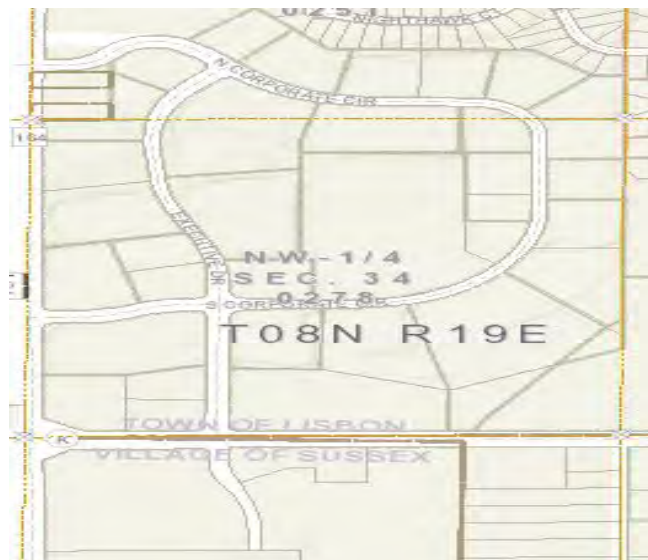 0251
NIGHTHAWK
N CORPORATE CIR
164
EXECUTIVE DR
N-W-1/4
SEC. 34
0278
S CORPORATE CIR
T08N R19E
TOWN OF LISBON
K
VILLAGE OF SUSSEX